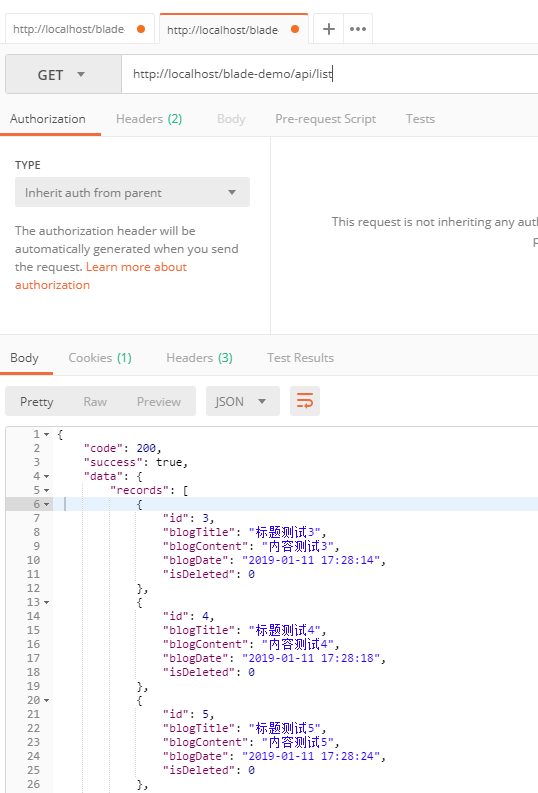 http://localhost/blade
http://localhost/blade
GET
http://localhost/blade-demo/api/list
Authorization
Headers (2)
Body
Pre-request Script
Tests
TYPE
Inherit auth from parent
The authorization header will be
automatically generated when you send
the request. Learn more about
authorization
This request is not inheriting any auth
Body
Cookies (1)
Headers (3)
Test Results
Pretty
Raw
Preview
JSON
1 {
2 "code": 200,
3 "success": true,
4 "data": {
5 "records": [
6 {
7 "id": 3,
8 "blogTitle": "标题测试3",
9 "blogContent": "内容测试3",
10 "blogDate": "2019-01-11 17:28:14",
11 "isDeleted": 0
12 },
13 {
14 "id": 4,
15 "blogTitle": "标题测试4",
16 "blogContent": "内容测试4",
17 "blogDate": "2019-01-11 17:28:18",
18 "isDeleted": 0
19 },
20 {
21 "id": 5,
22 "blogTitle": "标题测试5",
23 "blogContent": "内容测试5",
24 "blogDate": "2019-01-11 17:28:24",
25 "isDeleted": 0
26 },